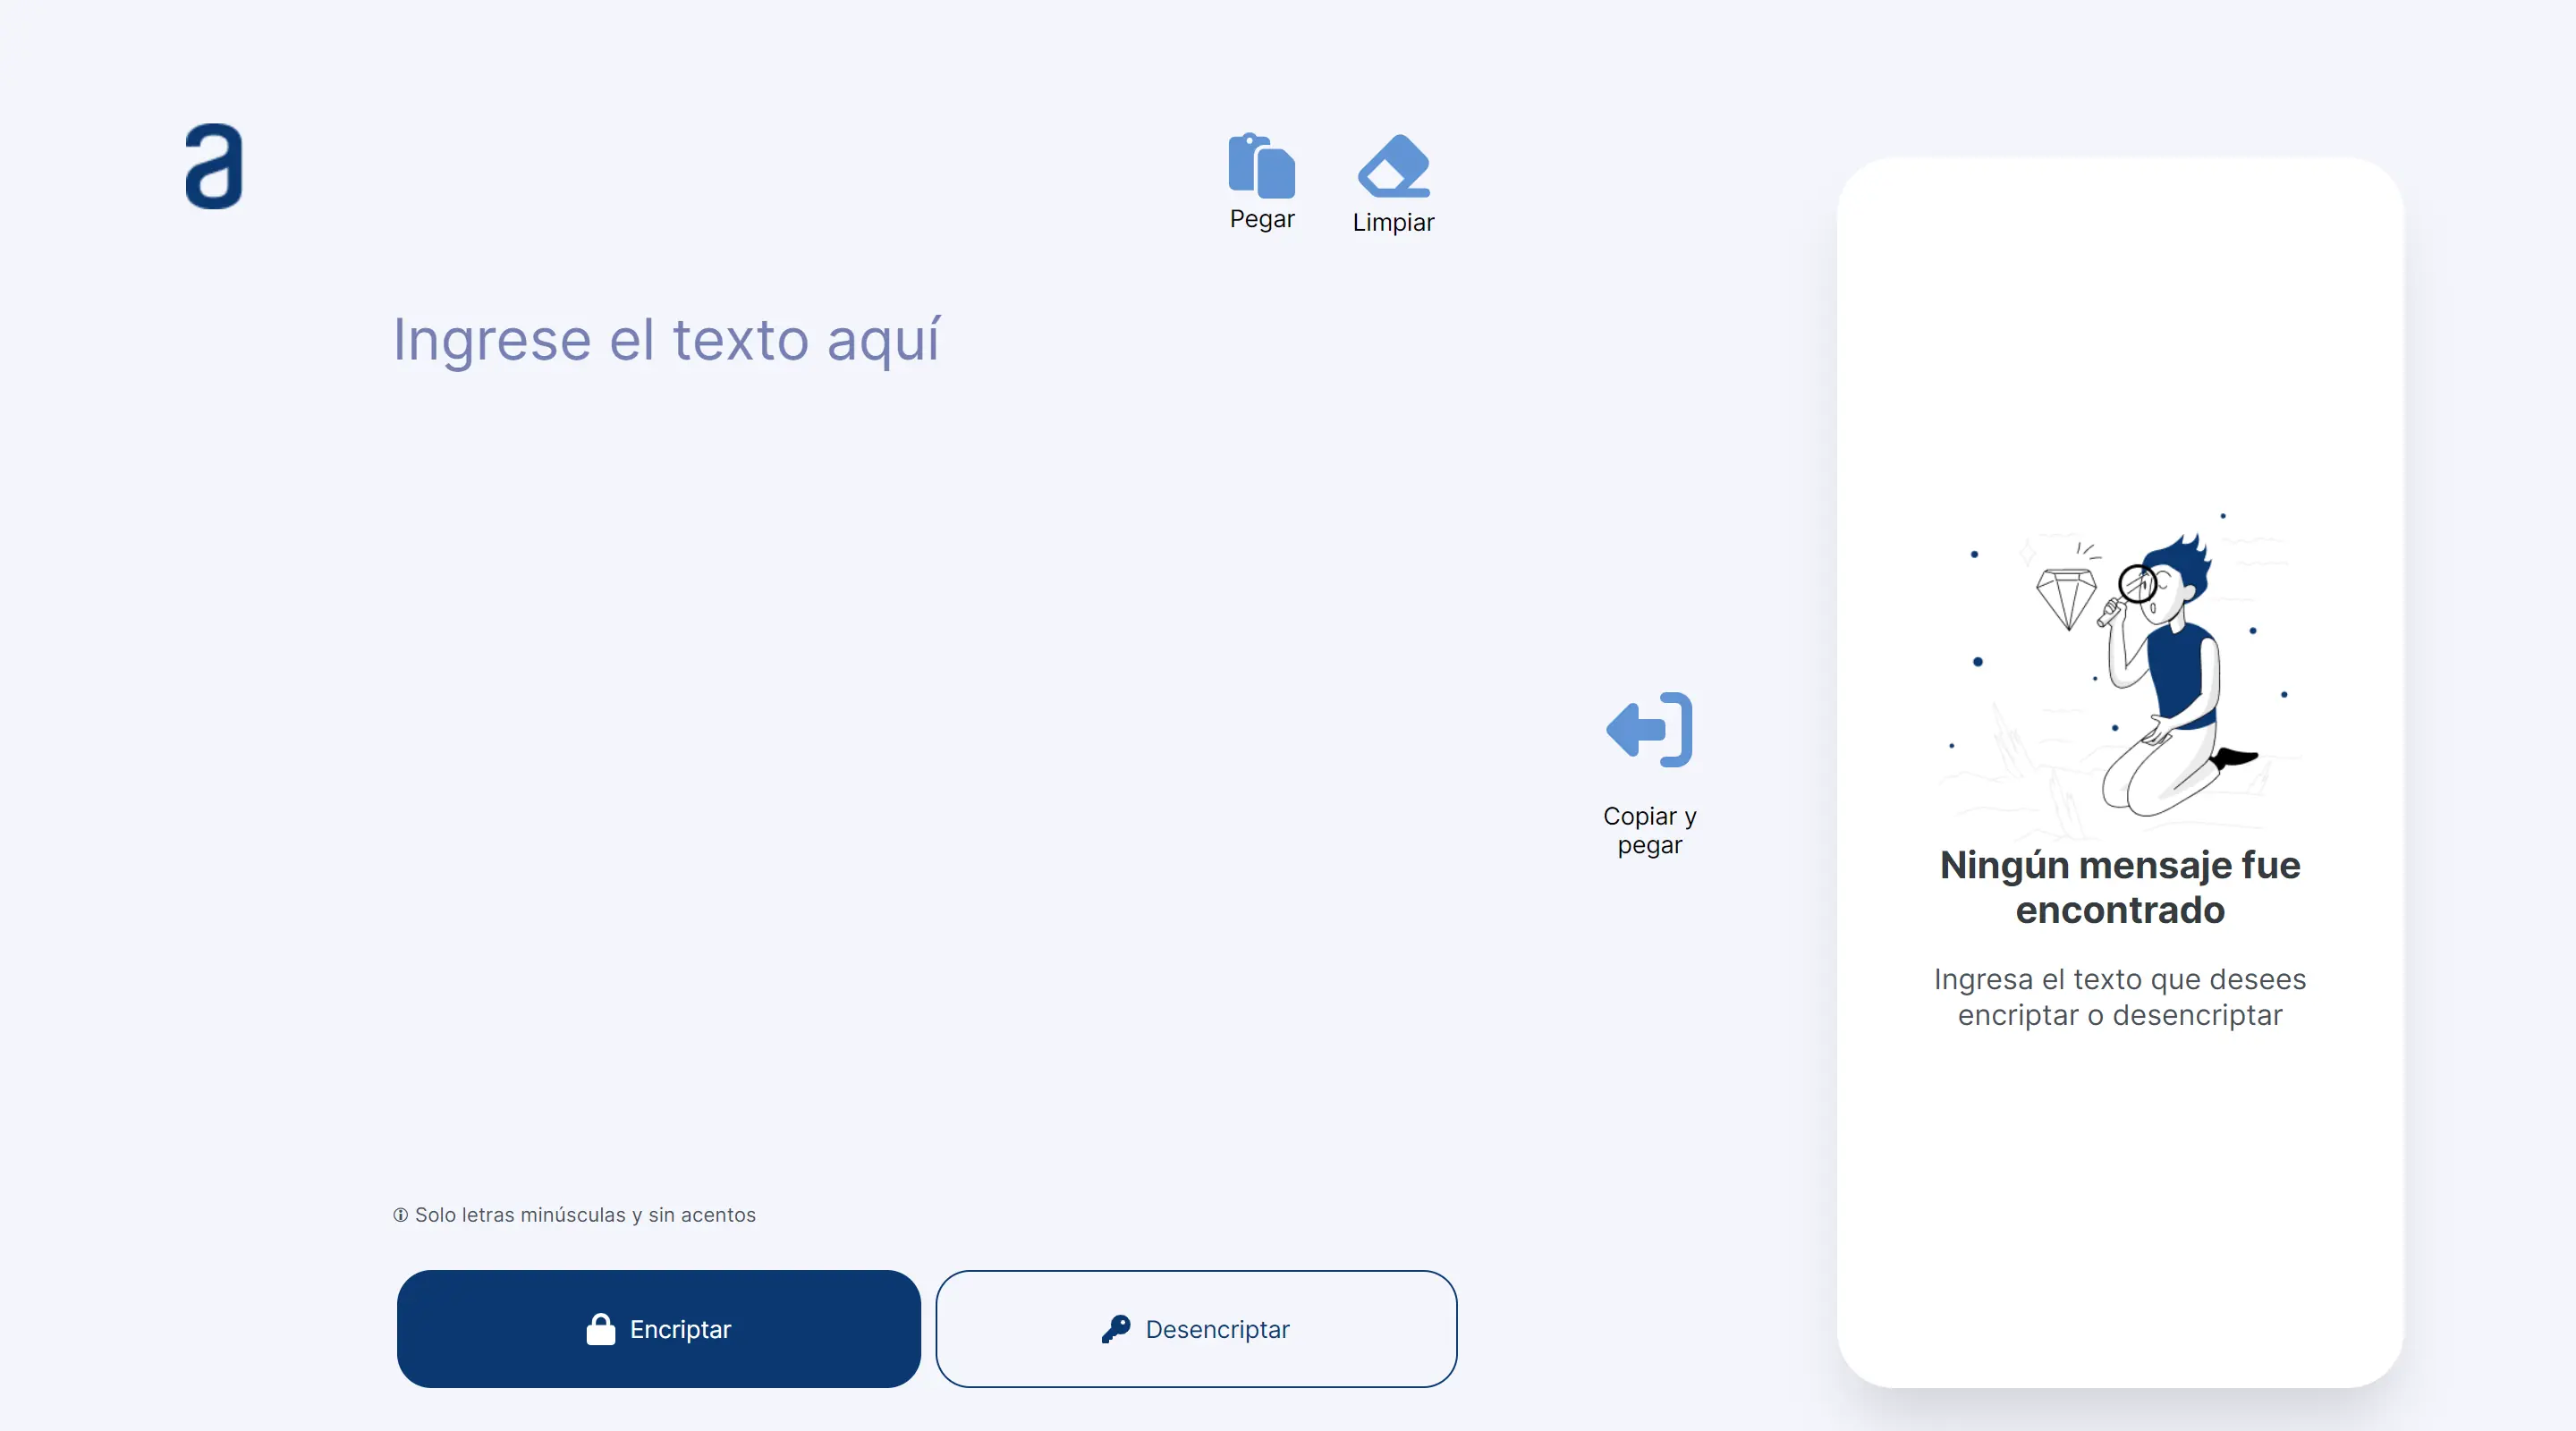 a
Pegar
Limpiar
Ingrese el texto aquí
Copiar y
pegar
Ningún mensaje fue
encontrado
Ingresa el texto que desees
encriptar o desencriptar
Solo letras minúsculas y sin acentos
Encriptar
Desencriptar